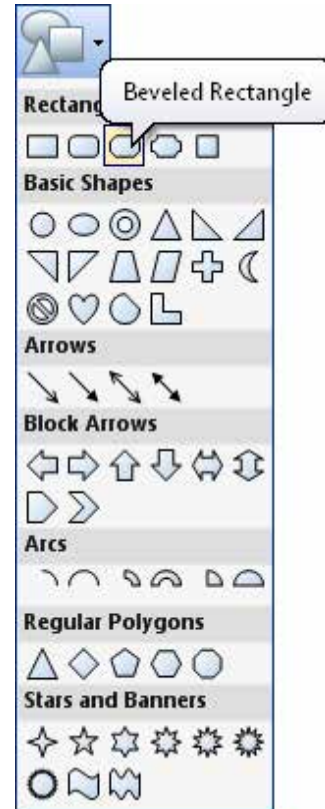 Beveled Rectangle
Rectang
Basic Shapes
Arrows
Block Arrows
Arcs
Regular Polygons
Stars and Banners